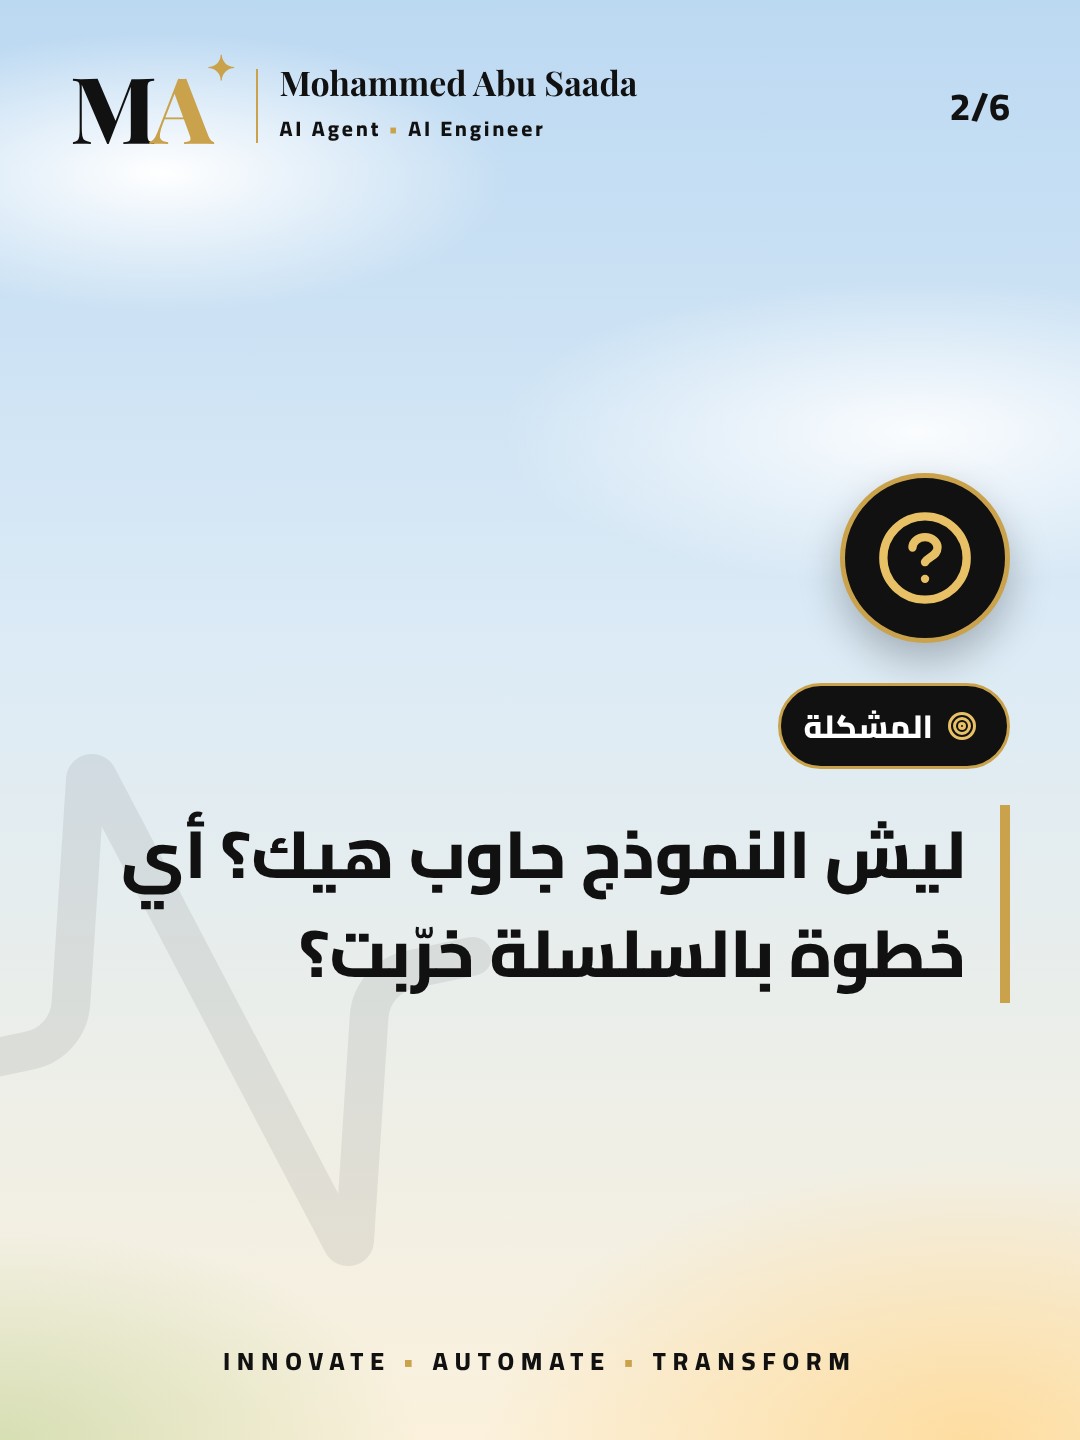 MA
Mohammed Abu Saada
AI Agent ▪ AI Engineer
2/6
المشكلة
ليش النموذج جاوب هيك؟ أي
خطوة بالسلسلة خرّبت؟
INNOVATE ▪ AUTOMATE ▪ TRANSFORM